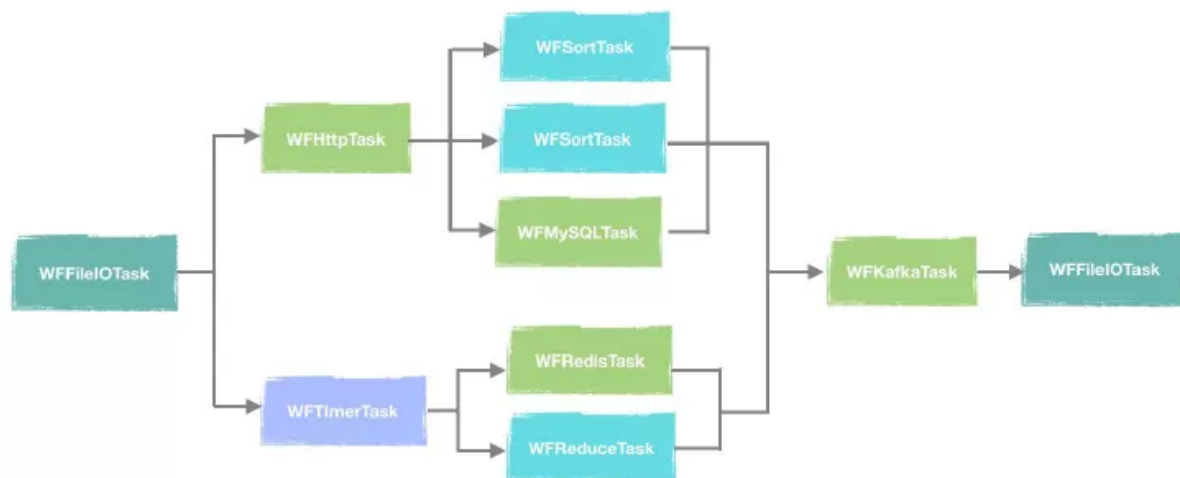 WFSortTask
WFHttpTask
WFSortTask
WFMySQLTask
WFFileIOTask
WFKafkaTask
WFFileIOTask
WFRedisTask
WFTImerTask
WFReduceTask